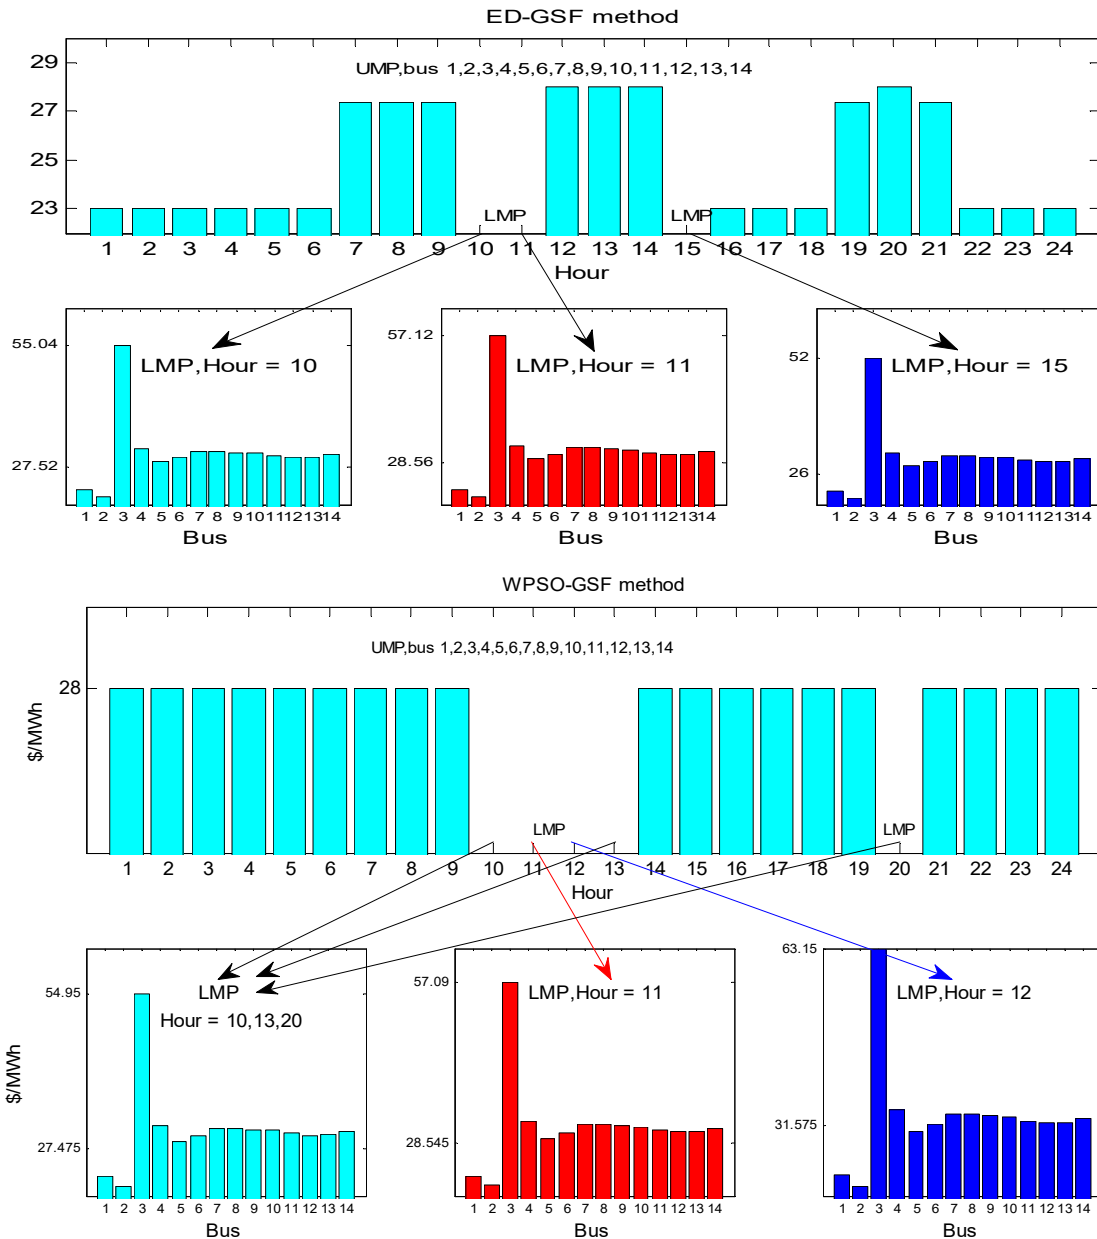 ED-GSF method
29
UMP,bus 1,2,3,4,5,6,7,8,9,10,11,12,13,14
27
25
23
LMP LMP
1 2 3 4 5 6 7 8 9 10 11 12 13 14 15 16 17 18 19 20 21 22 23 24
Hour
55.04
LMP,Hour = 10
27.52
1 2 3 4 5 6 7 8 9 10 11 12 13 14
Bus
57.12
LMP,Hour = 11
28.56
1 2 3 4 5 6 7 8 9 10 11 12 13 14
Bus
52
LMP,Hour = 15
26
1 2 3 4 5 6 7 8 9 10 11 12 13 14
Bus
WPSO-GSF method
UMP,bus 1,2,3,4,5,6,7,8,9,10,11,12,13,14
28
$/MWh
LMP LMP
1 2 3 4 5 6 7 8 9 10 11 12 13 14 15 16 17 18 19 20 21 22 23 24
Hour
54.95
LMP
Hour = 10,13,20
$/MWh
27.475
1 2 3 4 5 6 7 8 9 10 11 12 13 14
Bus
57.09
LMP,Hour = 11
28.545
1 2 3 4 5 6 7 8 9 10 11 12 13 14
Bus
63.15
LMP,Hour = 12
31.575
1 2 3 4 5 6 7 8 9 10 11 12 13 14
Bus